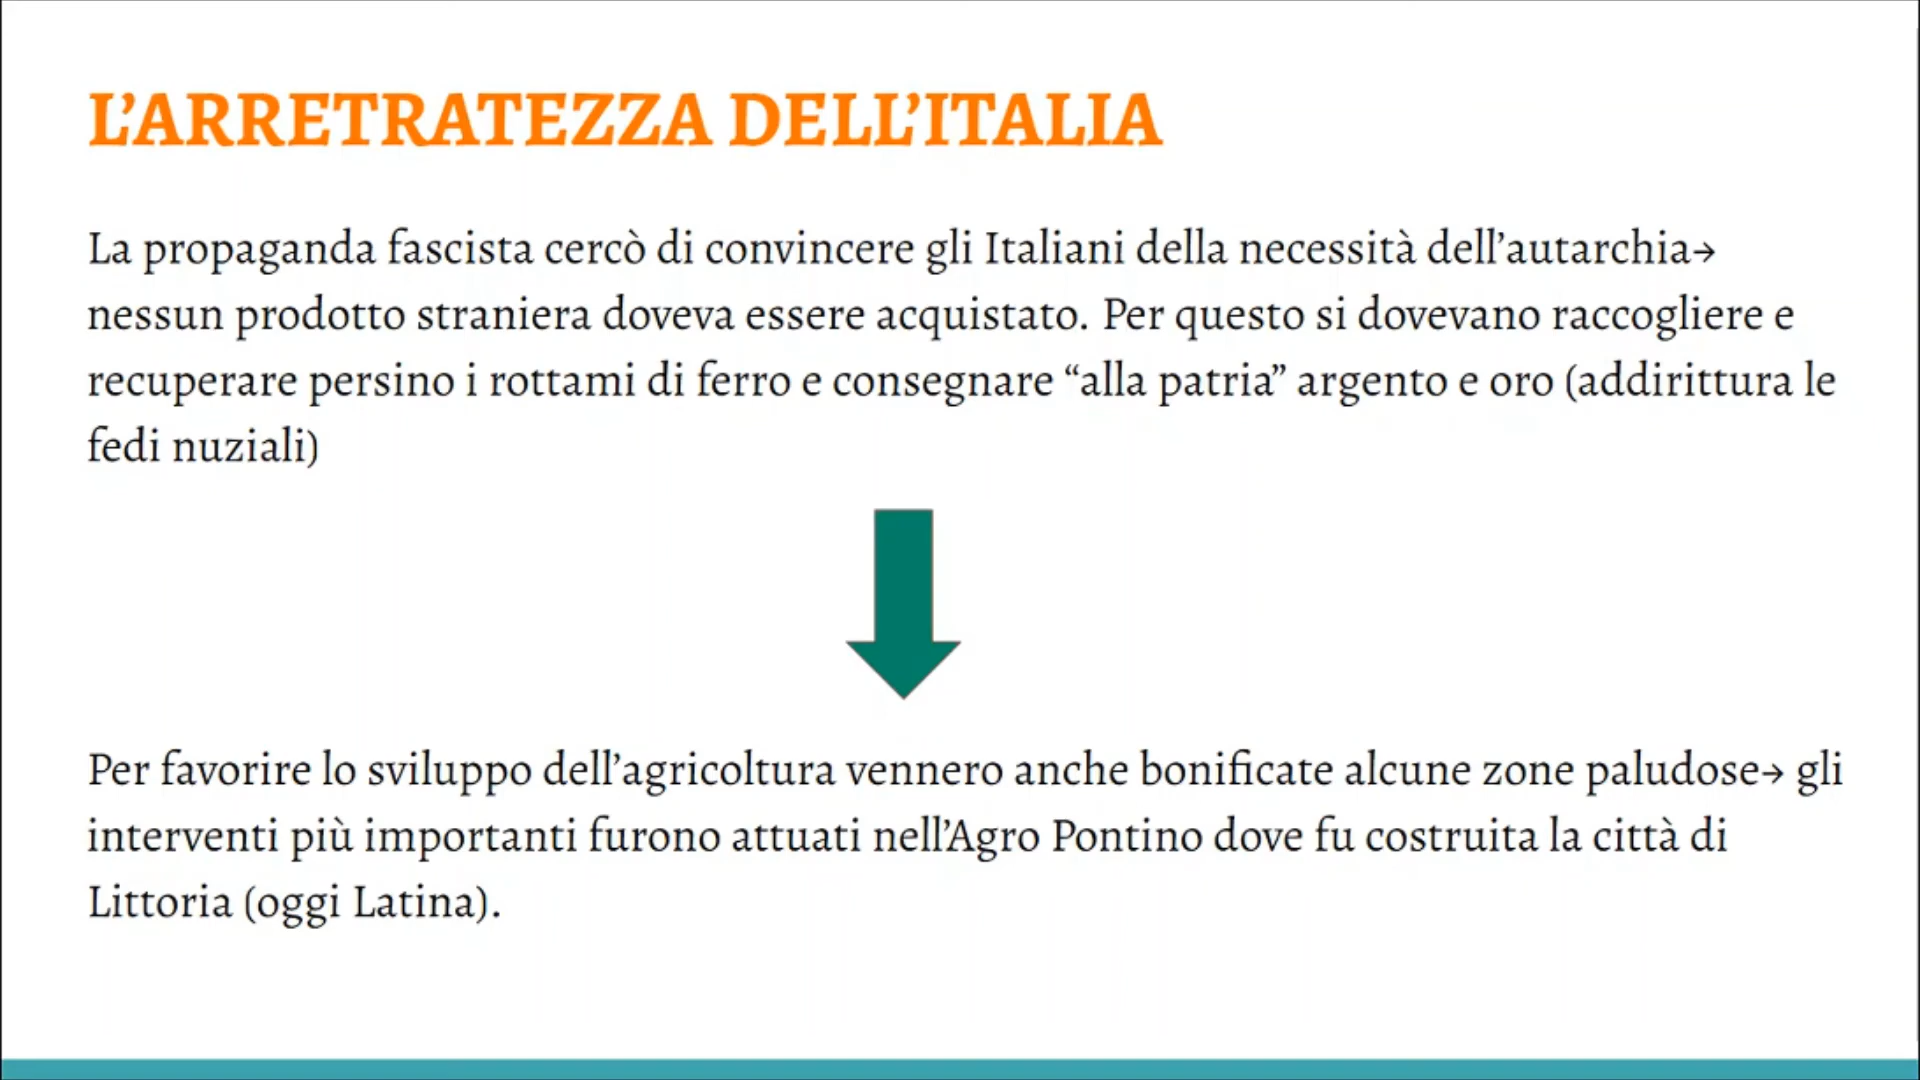 L’ARRETRATEZZA DELL’ITALIA
La propaganda fascista cercò di convincere gli Italiani della necessità dell’autarchia→
nessun prodotto straniera doveva essere acquistato. Per questo si dovevano raccogliere e
recuperare persino i rottami di ferro e consegnare “alla patria” argento e oro (addirittura le
fedi nuziali)
Per favorire lo sviluppo dell’agricoltura vennero anche bonificate alcune zone paludose→ gli
interventi più importanti furono attuati nell’Agro Pontino dove fu costruita la città di
Littoria (oggi Latina).